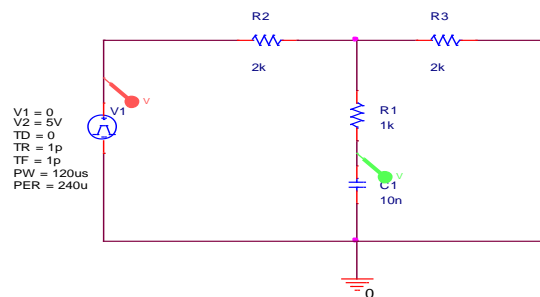 R2
R3
2k
2k
V
V1
V1 = 0
V2 = 5V
TD = 0
TR = 1p
TF = 1p
PW = 120us
PER = 240u
R1
1k
V
C1
10n
0